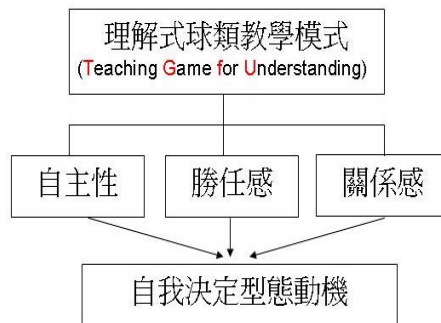 理解式球類教學模式
(Teaching Game for Understanding)
自主性
勝任感
關係感
自我決定型態動機